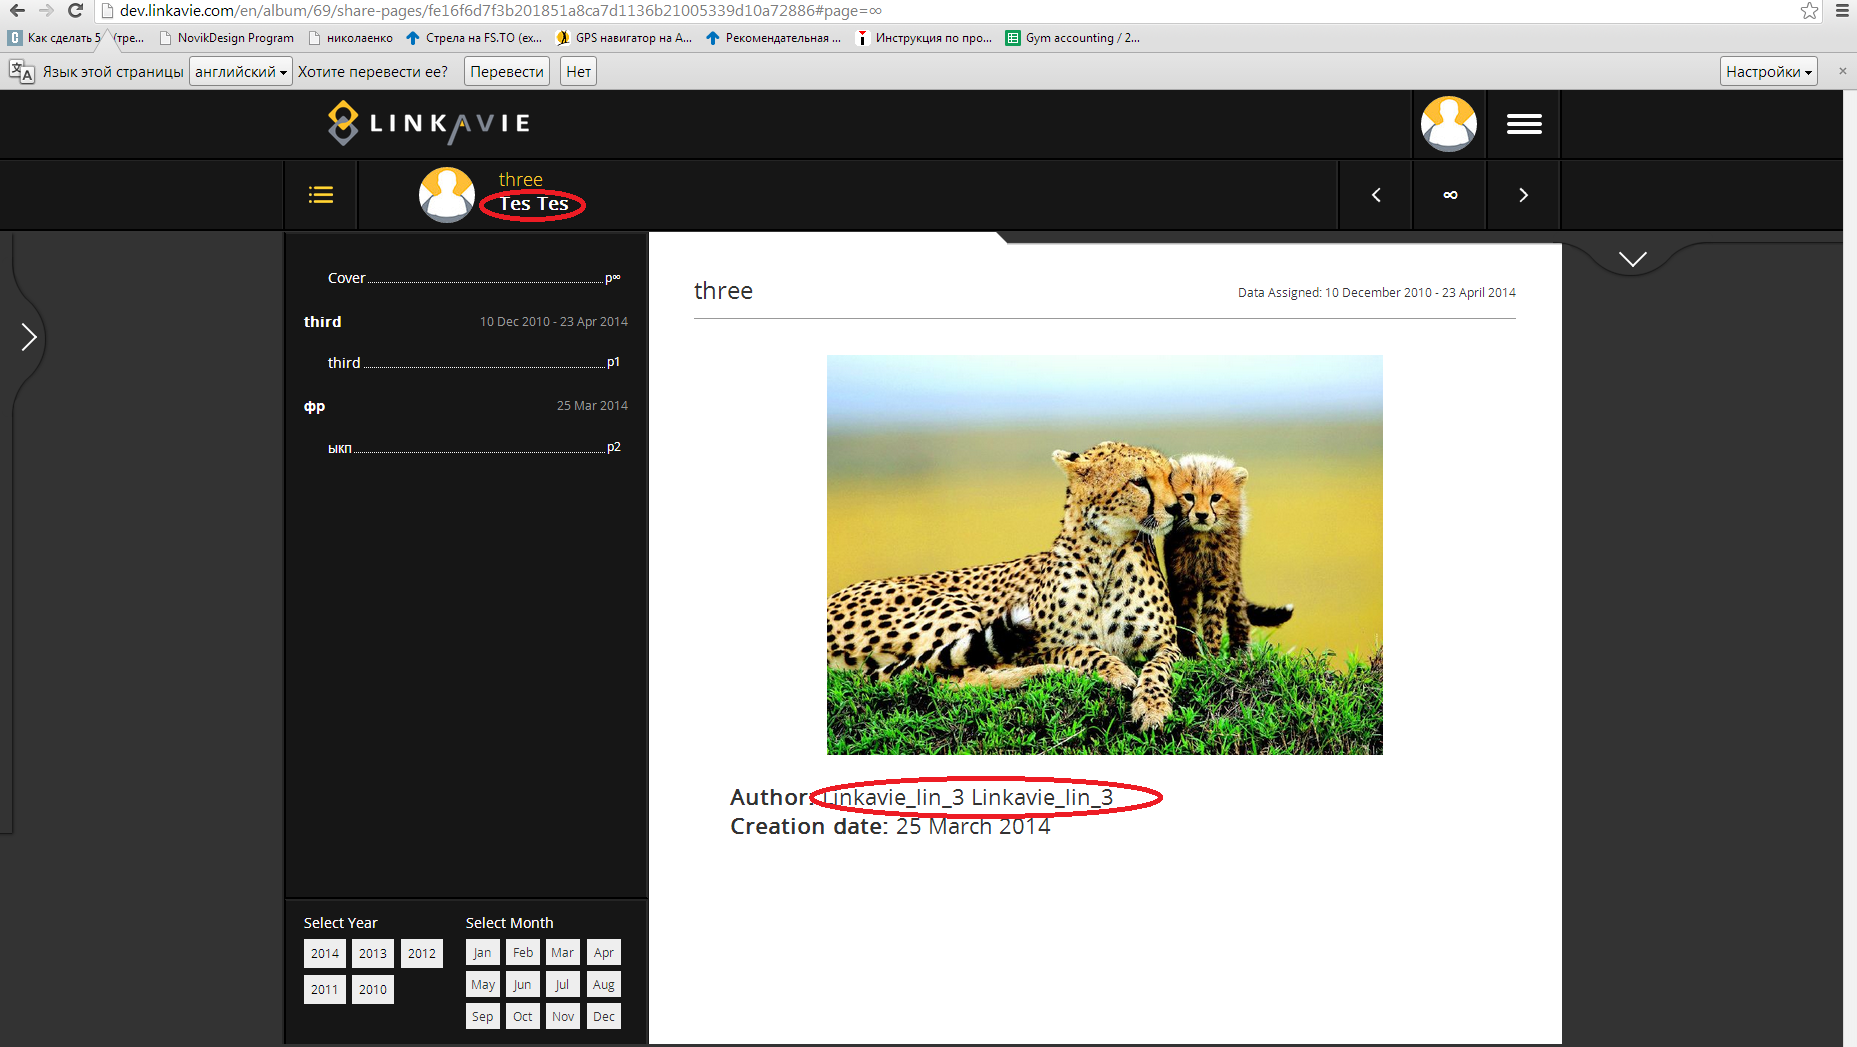 dev.linkavie.com/en/album/69/share-pages/fe16f6d7f3b201851a8ca7d1136b21005339d10a72886#page=∞
Как сделать 5 (тре... NovikDesign Program николаенко Стрела на FS.TO (ex... GPS навигатор на A... Рекомендательная ... Инструкция по про... Gym accounting / 2...
Язык этой страницы английский Хотите перевести ее? Перевести Нет Настройки
LINKAVIE
three
Tes Tes
∞
Cover p∞
third 10 Dec 2010 - 23 Apr 2014
third p1
фр 25 Mar 2014
ыкп p2
Select Year
2014 2013 2012
2011 2010
Select Month
Jan Feb Mar Apr
May Jun Jul Aug
Sep Oct Nov Dec
three
Data Assigned: 10 December 2010 - 23 April 2014
Author: Linkavie_lin_3 Linkavie_lin_3
Creation date: 25 March 2014